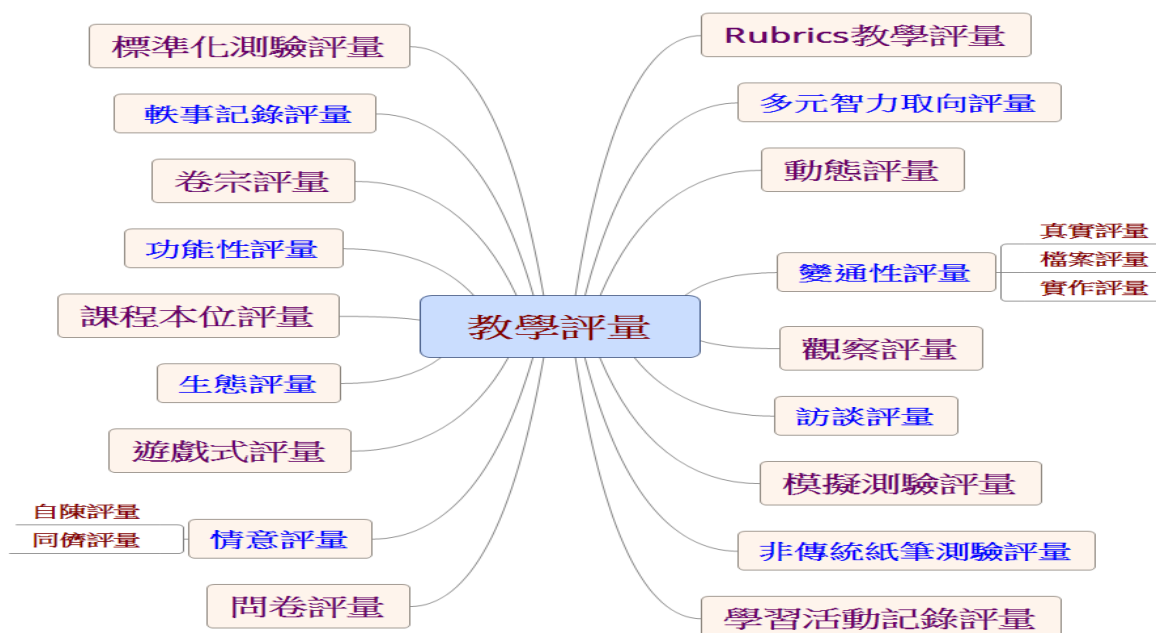 教學評量
Rubrics教學評量
多元智力取向評量
動態評量
變通性評量
真實評量
檔案評量
實作評量
觀察評量
訪談評量
模擬測驗評量
非傳統紙筆測驗評量
學習活動記錄評量
標準化測驗評量
軼事記錄評量
卷宗評量
功能性評量
課程本位評量
生態評量
遊戲式評量
情意評量
自陳評量
同儕評量
問卷評量